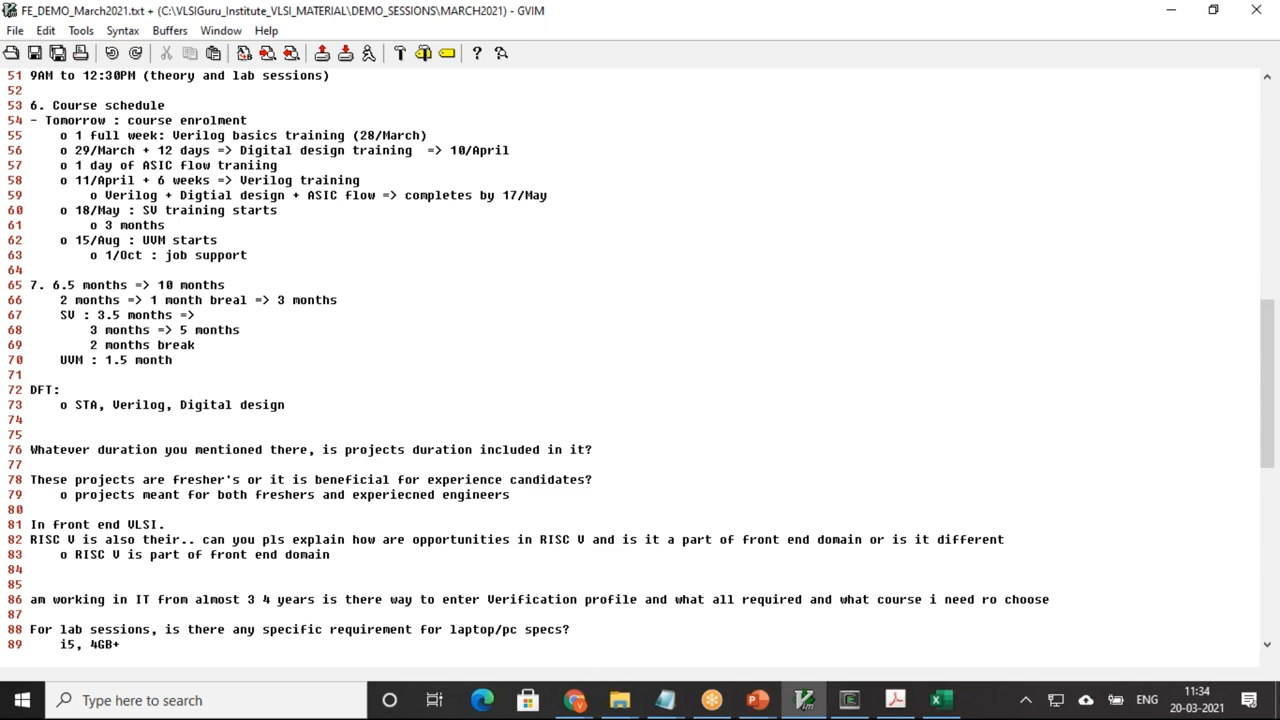 FE_DEMO_March2021.txt + (C:\VLSIGuru_Institute_VLSI_MATERIAL\DEMO_SESSIONS\MARCH2021) - GVIM
File Edit Tools Syntax Buffers Window Help
51 9AM to 12:30PM (theory and lab sessions)
52
53 6. Course schedule
54 - Tomorrow : course enrolment
55 o 1 full week: Verilog basics training (28/March)
56 o 29/March + 12 days => Digital design training => 10/April
57 o 1 day of ASIC flow traniing
58 o 11/April + 6 weeks => Verilog training
59 o Verilog + Digtial design + ASIC flow => completes by 17/May
60 o 18/May : SV training starts
61 o 3 months
62 o 15/Aug : UVM starts
63 o 1/Oct : job support
64
65 7. 6.5 months => 10 months
66 2 months => 1 month breal => 3 months
67 SV : 3.5 months =>
68 3 months => 5 months
69 2 months break
70 UVM : 1.5 month
71
72 DFT:
73 o STA, Verilog, Digital design
74
75
76 Whatever duration you mentioned there, is projects duration included in it?
77
78 These projects are fresher's or it is beneficial for experience candidates?
79 o projects meant for both freshers and experiecned engineers
80
81 In front end VLSI.
82 RISC V is also their.. can you pls explain how are opportunities in RISC V and is it a part of front end domain or is it different
83 o RISC V is part of front end domain
84
85
86 am working in IT from almost 3 4 years is there way to enter Verification profile and what all required and what course i need ro choose
87
88 For lab sessions, is there any specific requirement for laptop/pc specs?
89 i5, 4GB+
Type here to search
ENG
11:34
20-03-2021